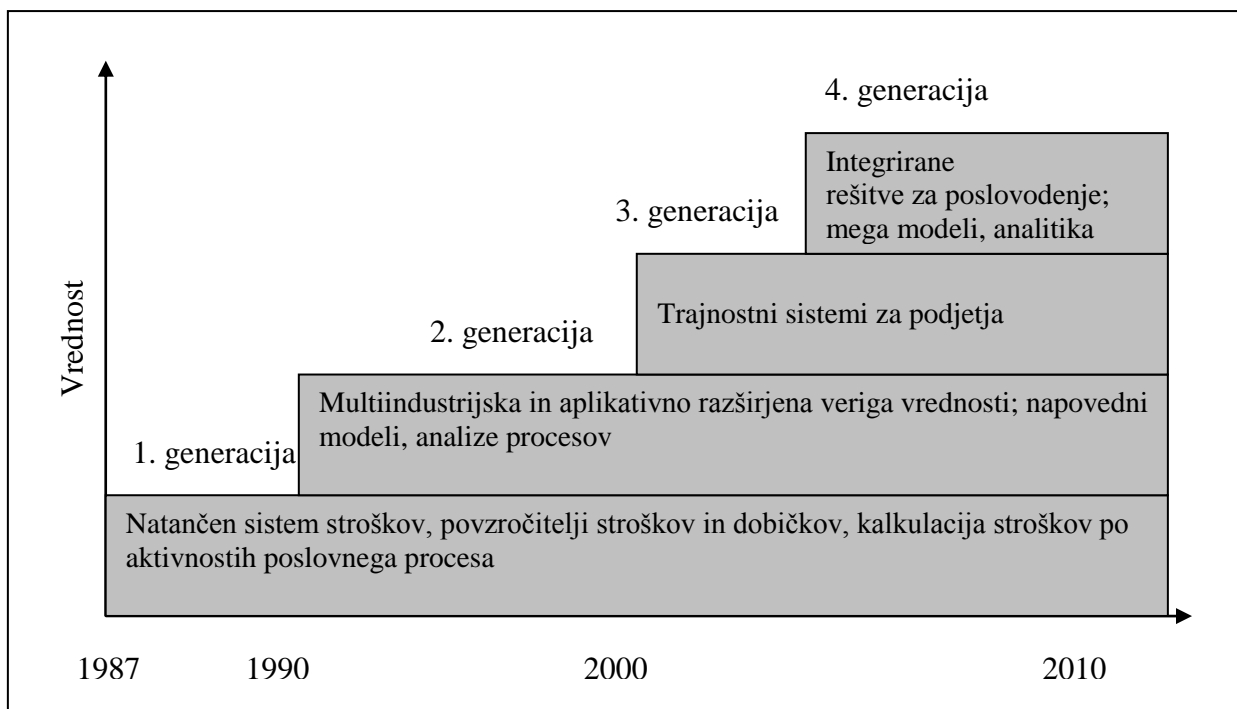 4. generacija
Integrirane
rešitve za poslovodenje;
mega modeli, analitika
3. generacija
Trajnostni sistemi za podjetja
2. generacija
Multiindustrijska in aplikativno razširjena veriga vrednosti; napovedni
modeli, analize procesov
1. generacija
Natančen sistem stroškov, povzročitelji stroškov in dobičkov, kalkulacija stroškov po
aktivnostih poslovnega procesa
Vrednost
1987 1990 2000 2010